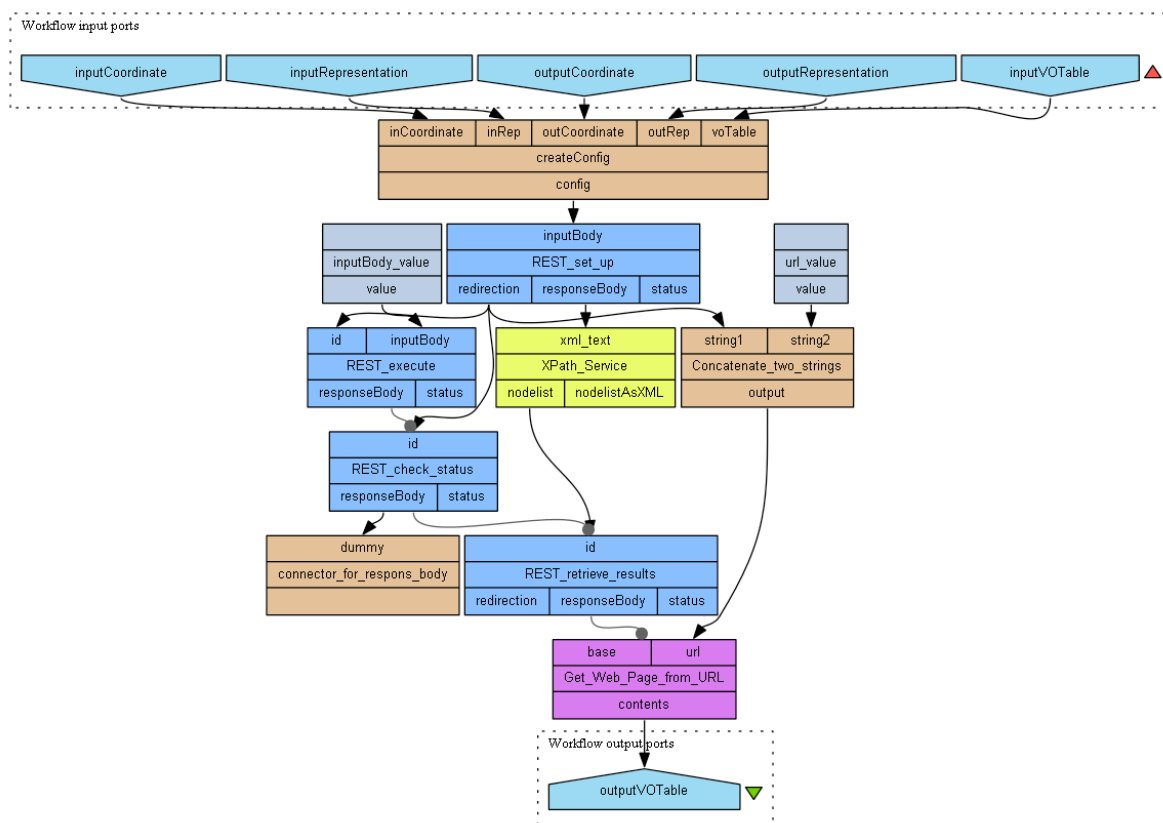 Workflow input ports
inputCoordinate inputRepresentation outputCoordinate outputRepresentation inputVOTable
inCoordinate inRep outCoordinate outRep voTable
createConfig
config
inputBody
inputBody_value REST_set_up url_value
value redirection responseBody status value
id inputBody xml_text string1 string2
REST_execute XPath_Service Concatenate_two_strings
responseBody status nodelist nodelistAsXML output
id
REST_check_status
responseBody status
dummy id
connector_for_respons_body REST_retrieve_results
redirection responseBody status
base url
Get_Web_Page_from_URL
contents
Workflow output ports
outputVOTable